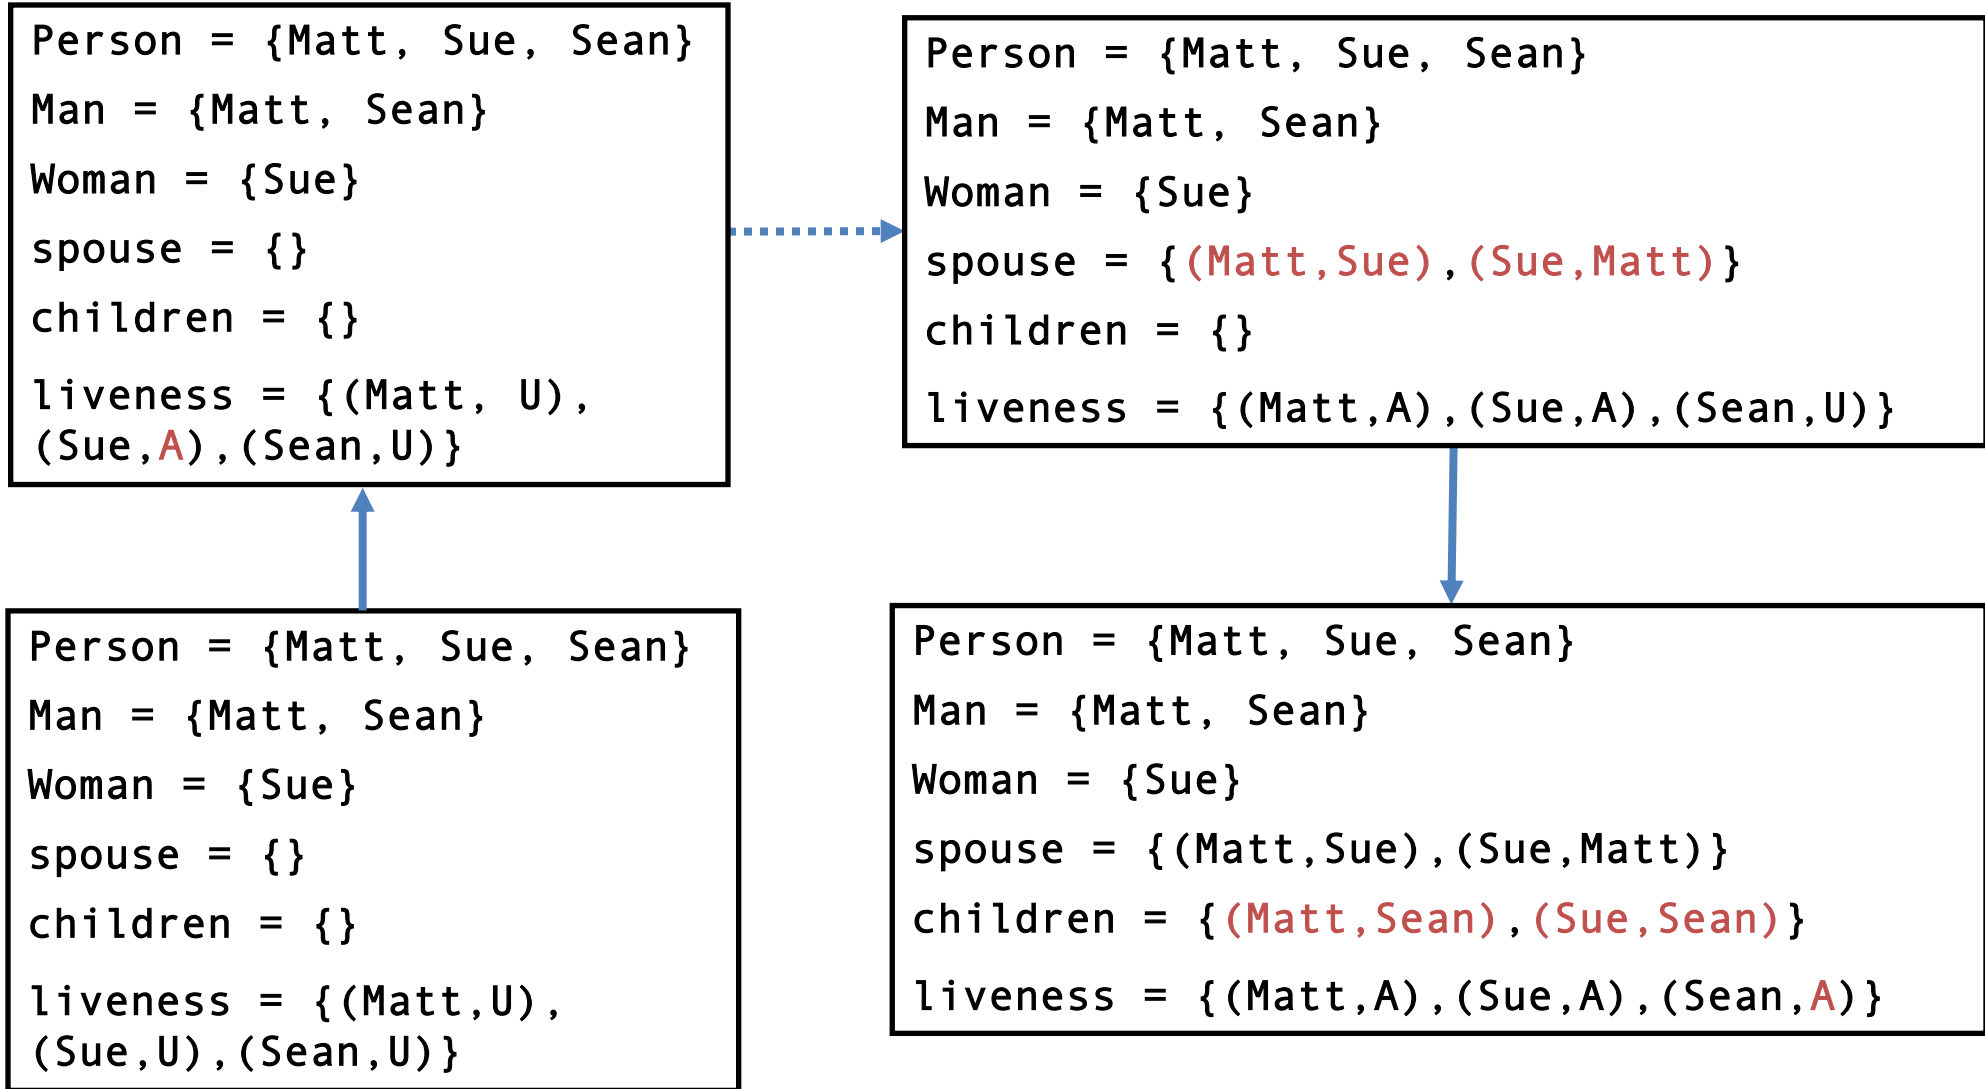 Person = {Matt, Sue, Sean}
Man = {Matt, Sean}
Woman = {Sue}
spouse = {}
children = {}
liveness = {(Matt, U),
(Sue,A),(Sean,U)}
Person = {Matt, Sue, Sean}
Man = {Matt, Sean}
Woman = {Sue}
spouse = {(Matt,Sue),(Sue,Matt)}
children = {}
liveness = {(Matt,A),(Sue,A),(Sean,U)}
Person = {Matt, Sue, Sean}
Man = {Matt, Sean}
Woman = {Sue}
spouse = {}
children = {}
liveness = {(Matt,U),
(Sue,U),(Sean,U)}
Person = {Matt, Sue, Sean}
Man = {Matt, Sean}
Woman = {Sue}
spouse = {(Matt,Sue),(Sue,Matt)}
children = {(Matt,Sean),(Sue,Sean)}
liveness = {(Matt,A),(Sue,A),(Sean,A)}